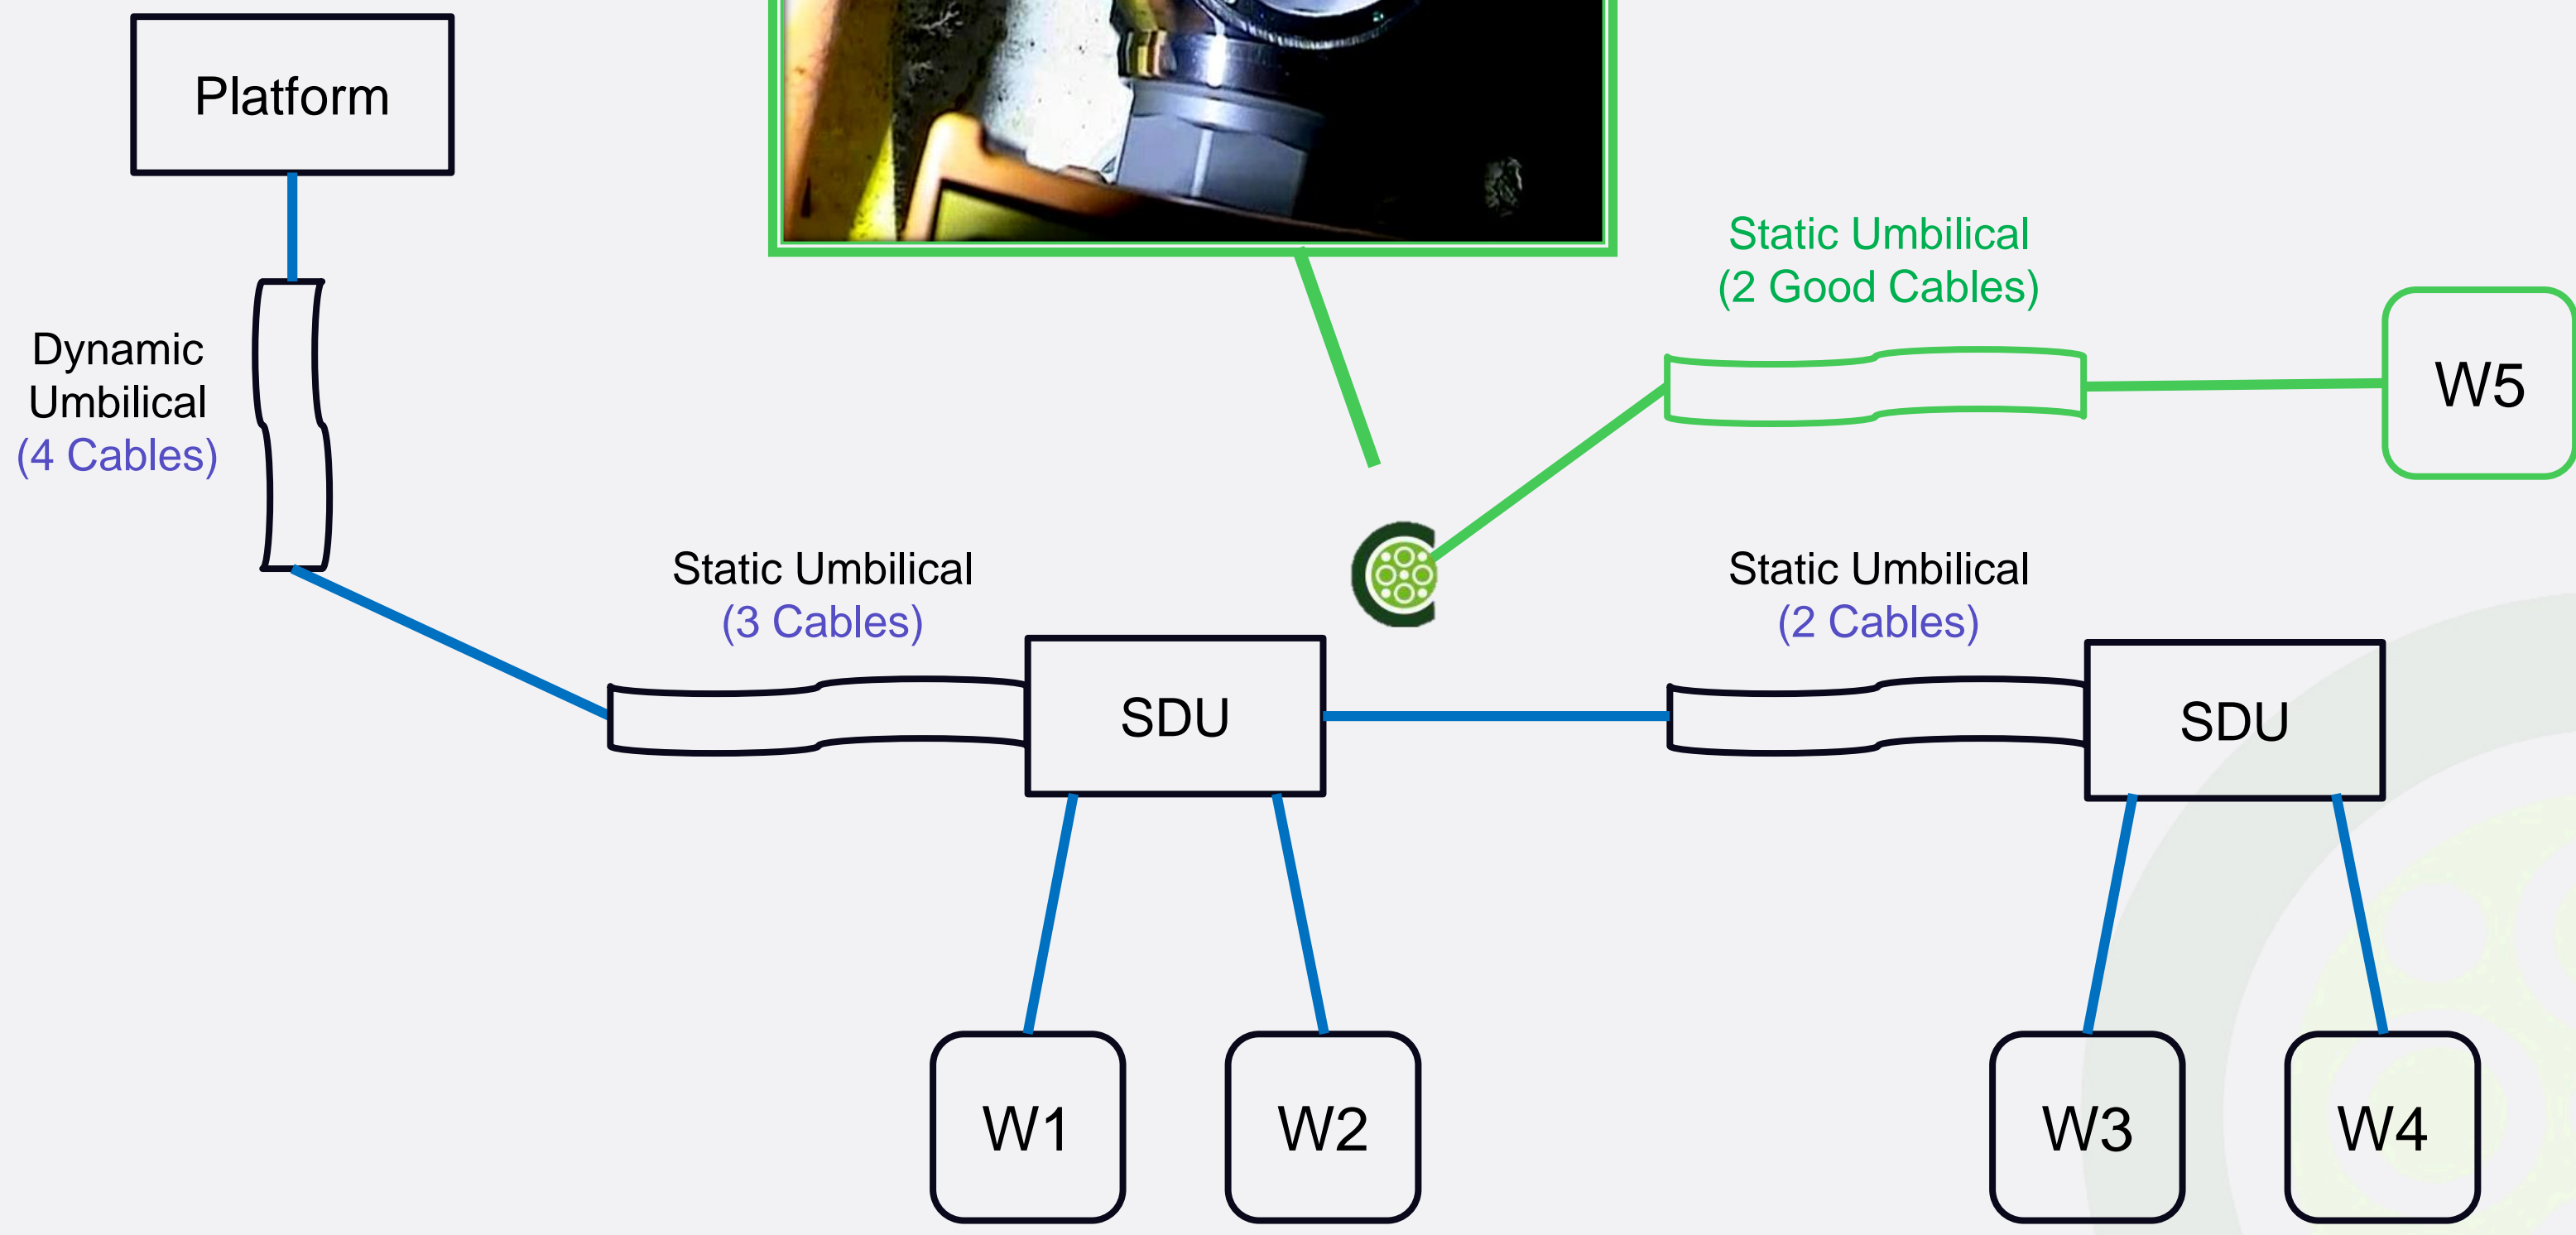 Platform
Static Umbilical
(2 Good Cables)
W5
Dynamic
Umbilical
(4 Cables)
Static Umbilical
(3 Cables)
Static Umbilical
(2 Cables)
SDU
SDU
W1
W2
W3
W4